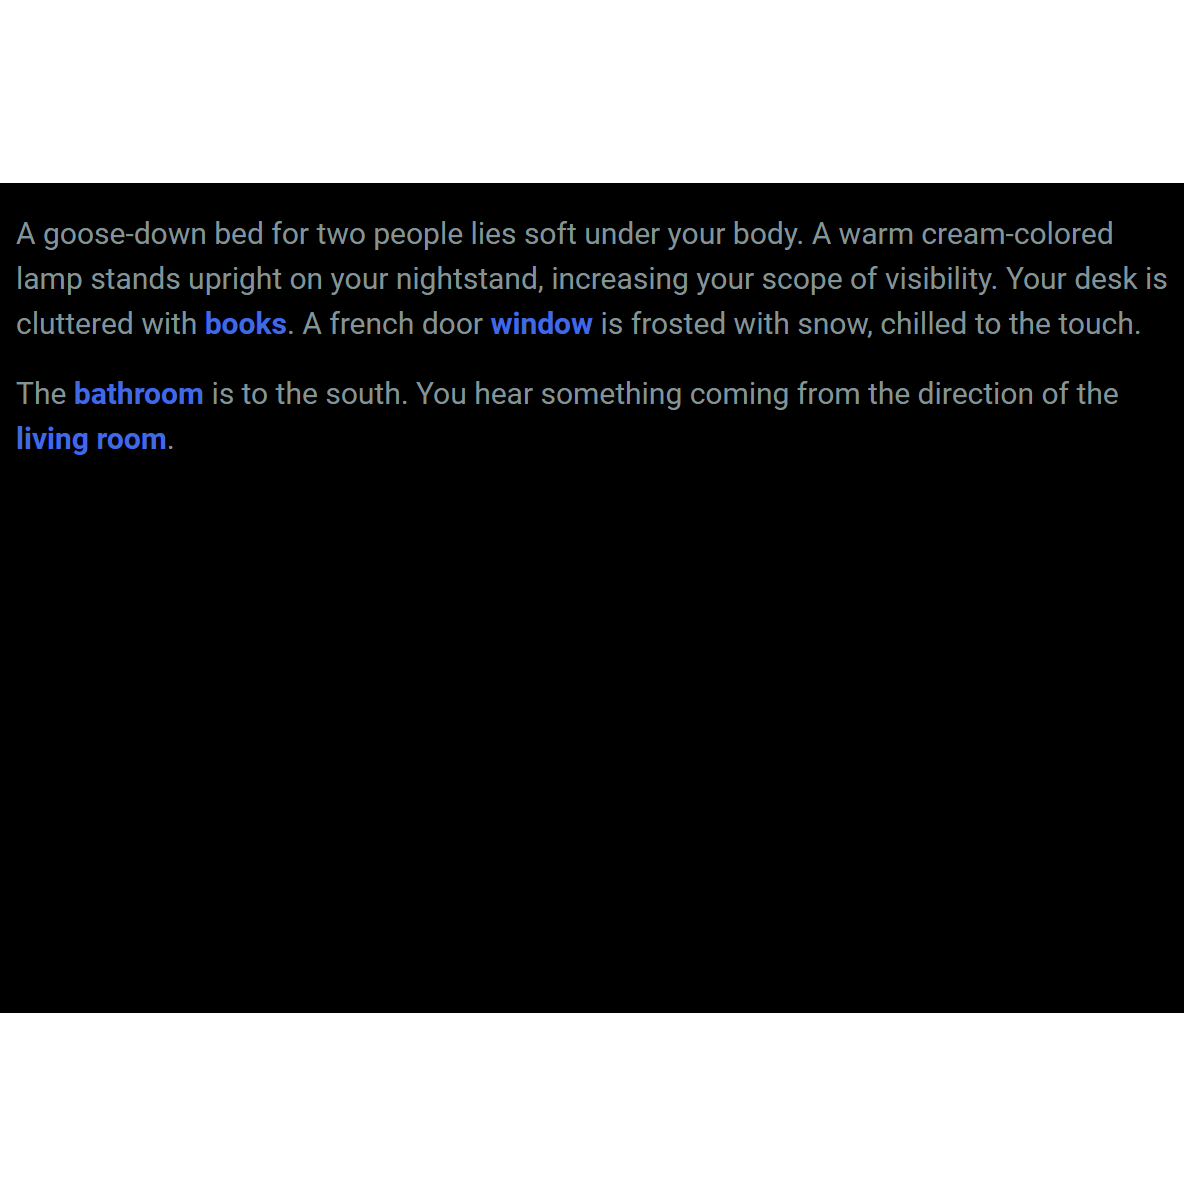 A goose-down bed for two people lies soft under your body. A warm cream-colored
lamp stands upright on your nightstand, increasing your scope of visibility. Your desk is
cluttered with books. A french door window is frosted with snow, chilled to the touch.
The bathroom is to the south. You hear something coming from the direction of the
living room.